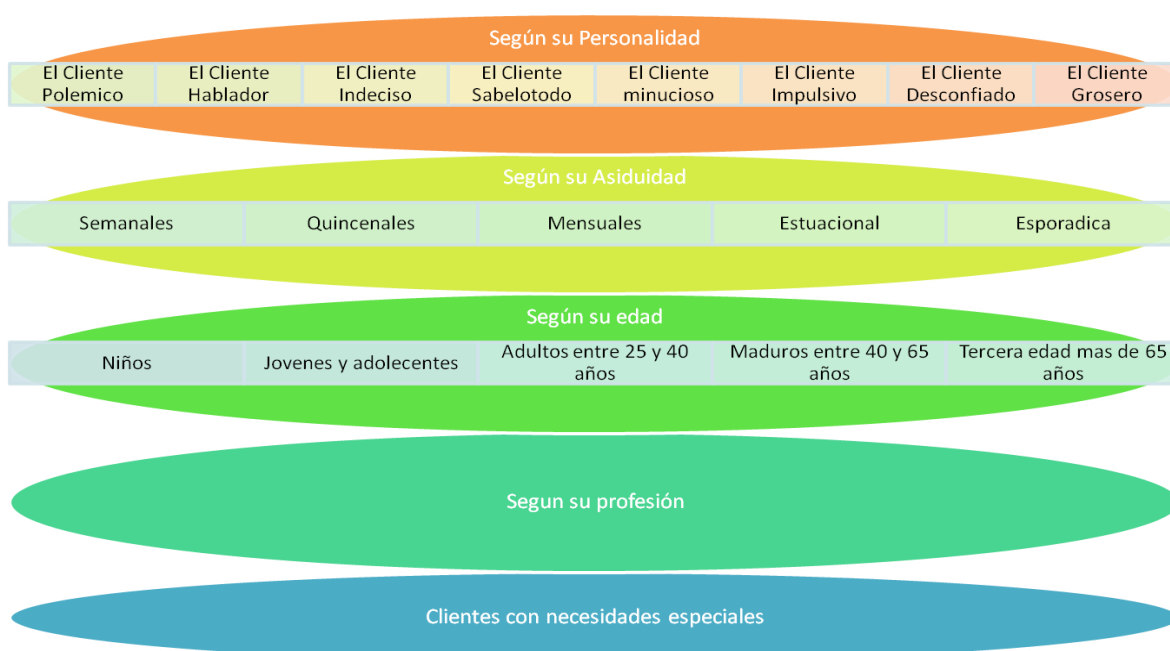 Según su Personalidad
El Cliente Polemico
El Cliente Hablador
El Cliente Indeciso
El Cliente Sabelotodo
El Cliente minucioso
El Cliente Impulsivo
El Cliente Desconfiado
El Cliente Grosero
Según su Asiduidad
Semanales
Quincenales
Mensuales
Estuacional
Esporadica
Según su edad
Niños
Jovenes y adolecentes
Adultos entre 25 y 40 años
Maduros entre 40 y 65 años
Tercera edad mas de 65 años
Segun su profesión
Clientes con necesidades especiales